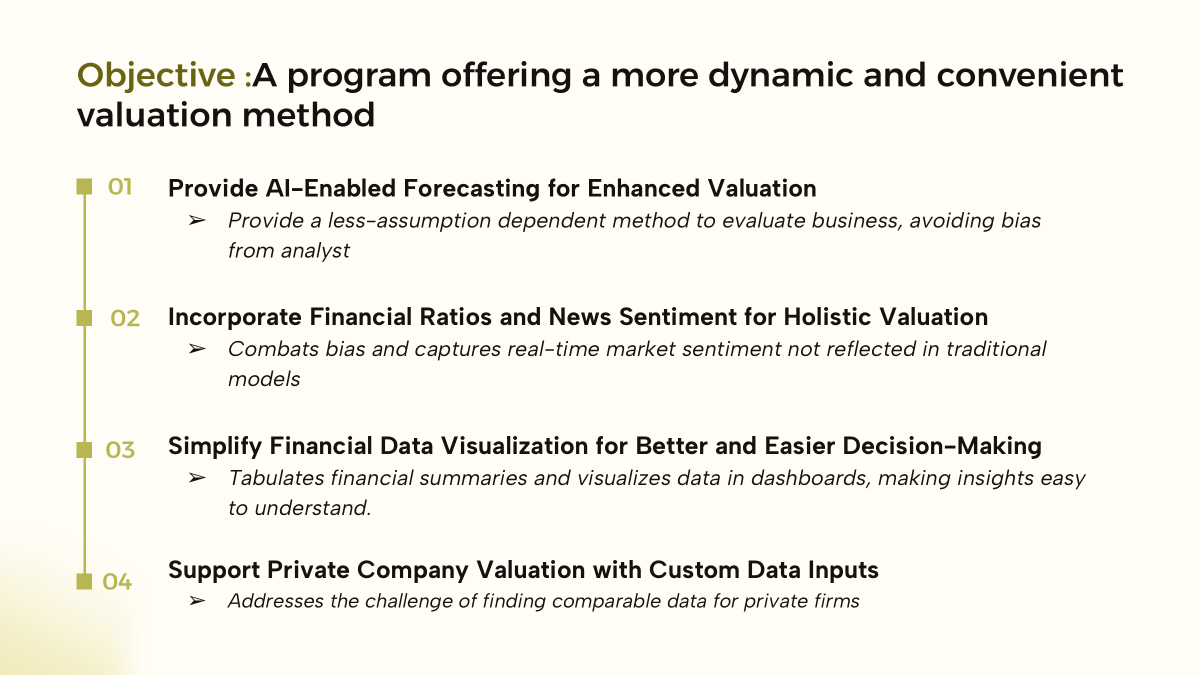 Objective :A program offering a more dynamic and convenient
valuation method
01
Provide AI-Enabled Forecasting for Enhanced Valuation
➢ Provide a less-assumption dependent method to evaluate business, avoiding bias
from analyst
02
Incorporate Financial Ratios and News Sentiment for Holistic Valuation
➢ Combats bias and captures real-time market sentiment not reflected in traditional
models
03
Simplify Financial Data Visualization for Better and Easier Decision-Making
➢ Tabulates financial summaries and visualizes data in dashboards, making insights easy
to understand.
04
Support Private Company Valuation with Custom Data Inputs
➢ Addresses the challenge of finding comparable data for private firms